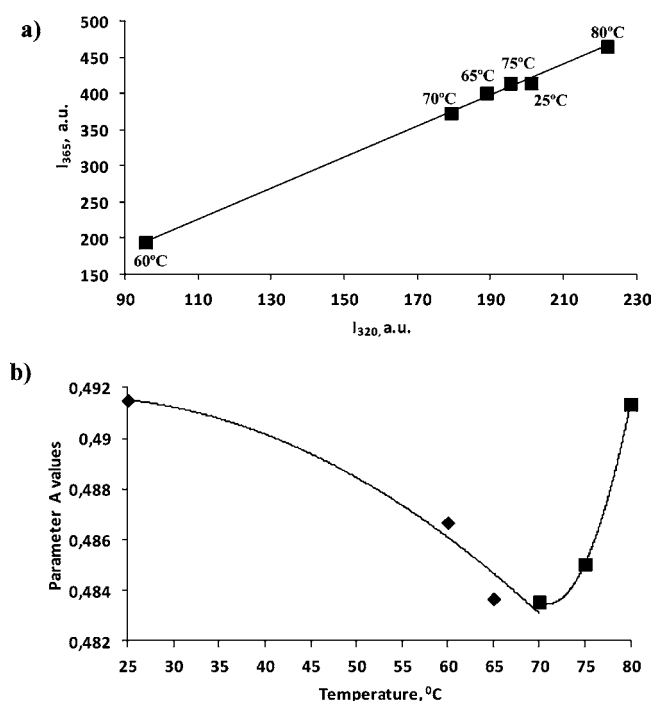 a)
I365, a.u.
500
450
400
350
300
250
200
150
80ºC
75ºC
65ºC
70ºC
25ºC
60ºC
90 110 130 150 170 190 210 230
I320, a.u.
b)
Parameter A values
0,492
0,49
0,488
0,486
0,484
0,482
25 30 35 40 45 50 55 60 65 70 75 80
Temperature, ⁰C